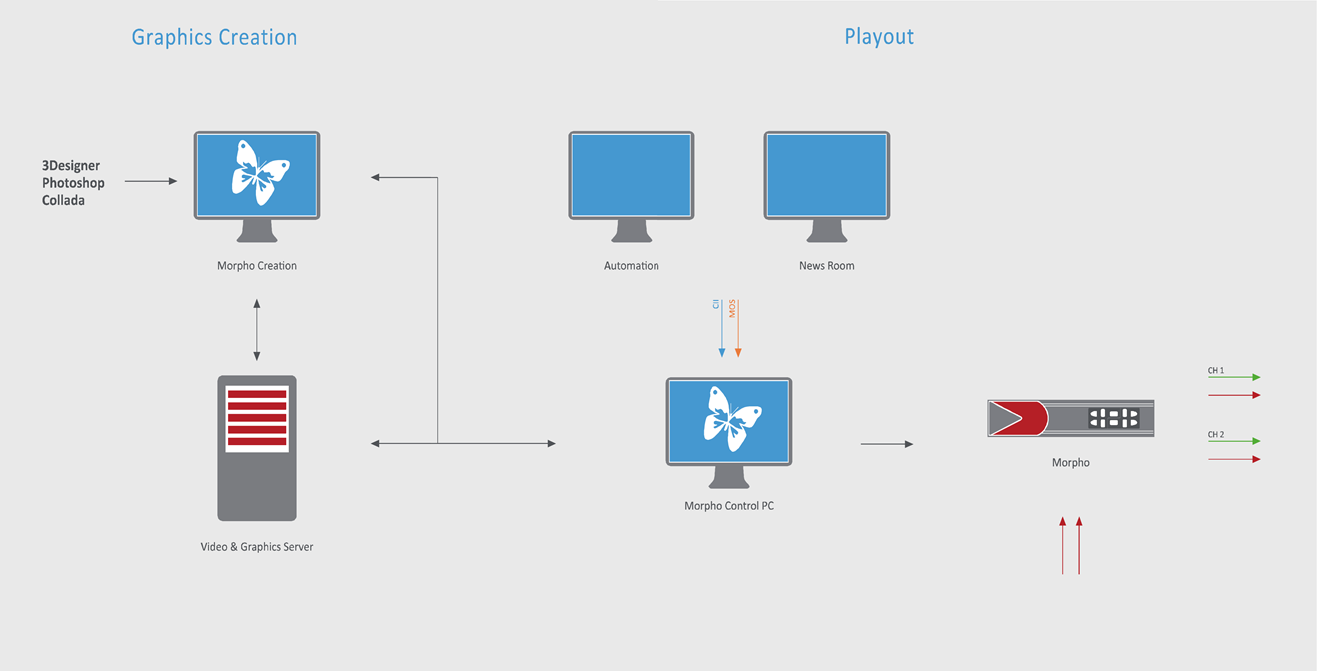 Graphics Creation
Playout
3Designer
Photoshop
Collada
Morpho Creation
Automation
News Room
CII
MOS
Video & Graphics Server
Morpho Control PC
Morpho
CH 1
CH 2